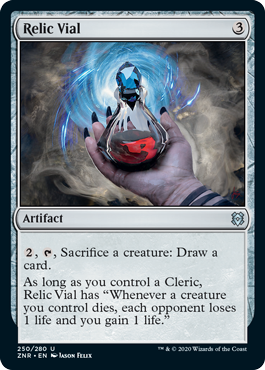 Relic Vial 3
Artifact
2, T, Sacrifice a creature: Draw a
card.
As long as you control a Cleric,
Relic Vial has “Whenever a creature
you control dies, each opponent loses
1 life and you gain 1 life.”
250/280 U
ZNR • EN Jason Felix ™ & © 2020 Wizards of the Coast